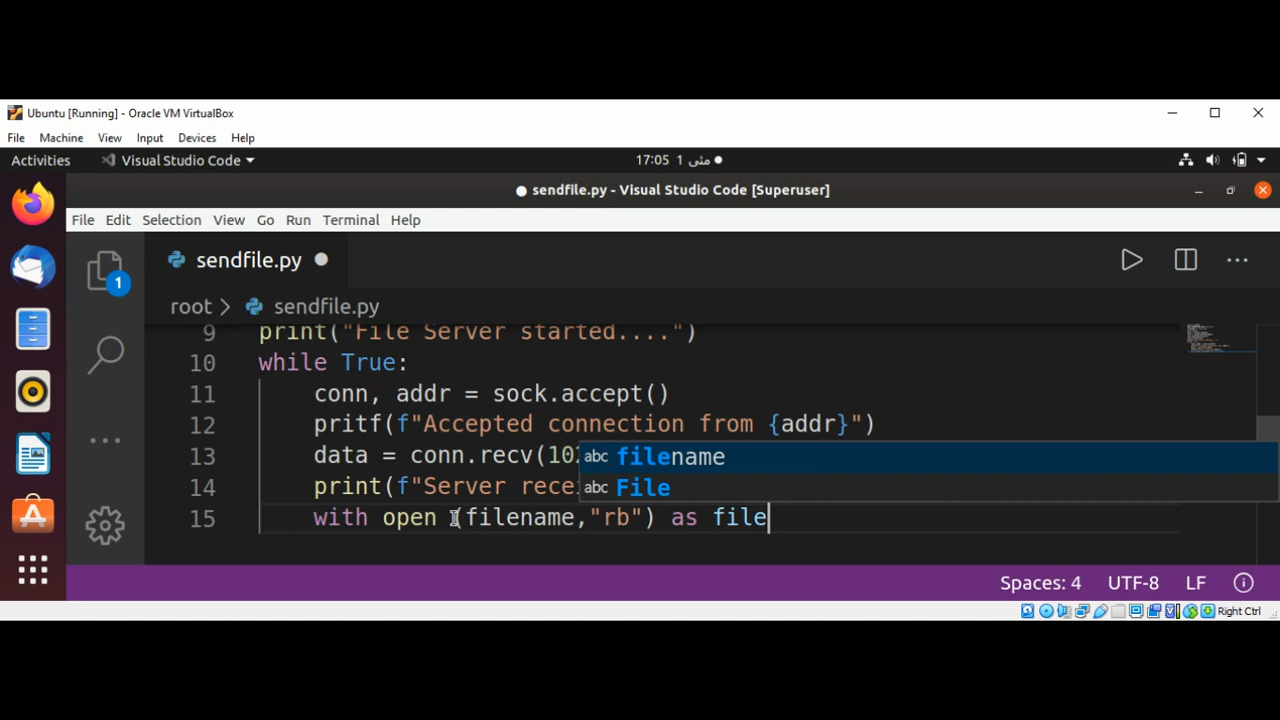 Ubuntu [Running] - Oracle VM VirtualBox
File Machine View Input Devices Help
Activities Visual Studio Code 17:05 1 مئی
sendfile.py - Visual Studio Code [Superuser]
File Edit Selection View Go Run Terminal Help
sendfile.py
1
root > sendfile.py
9 print("File Server started....")
10 while True:
11 conn, addr = sock.accept()
12 pritf(f"Accepted connection from {addr}")
13 data = conn.recv(102
abc filename
14 print(f"Server recei
abc File
15 with open (filename,"rb") as file
Spaces: 4 UTF-8 LF
Right Ctrl